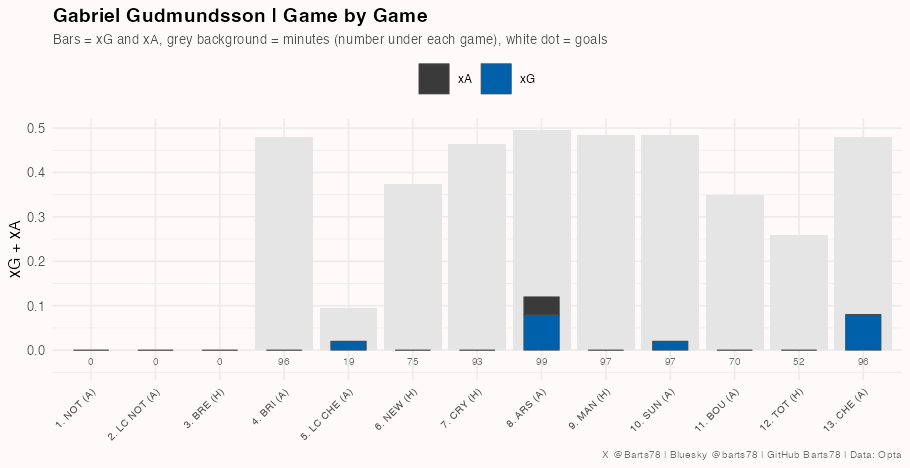 Gabriel Gudmundsson | Game by Game
Bars = xG and xA, grey background = minutes (number under each game), white dot = goals
xA xG
xG + xA
0.5
0.4
0.3
0.2
0.1
0.0
0 0 0 96 19 75 93 99 97 97 70 52 96
1. NOT (A)
2. LC NOT (A)
3. BRE (H)
4. BRI (A)
5. LC CHE (A)
6. NEW (H)
7. CRY (H)
8. ARS (A)
9. MAN (H)
10. SUN (A)
11. BOU (A)
12. TOT (H)
13. CHE (A)
X @Barts78 | Bluesky @barts78 | GitHub Barts78 | Data: Opta